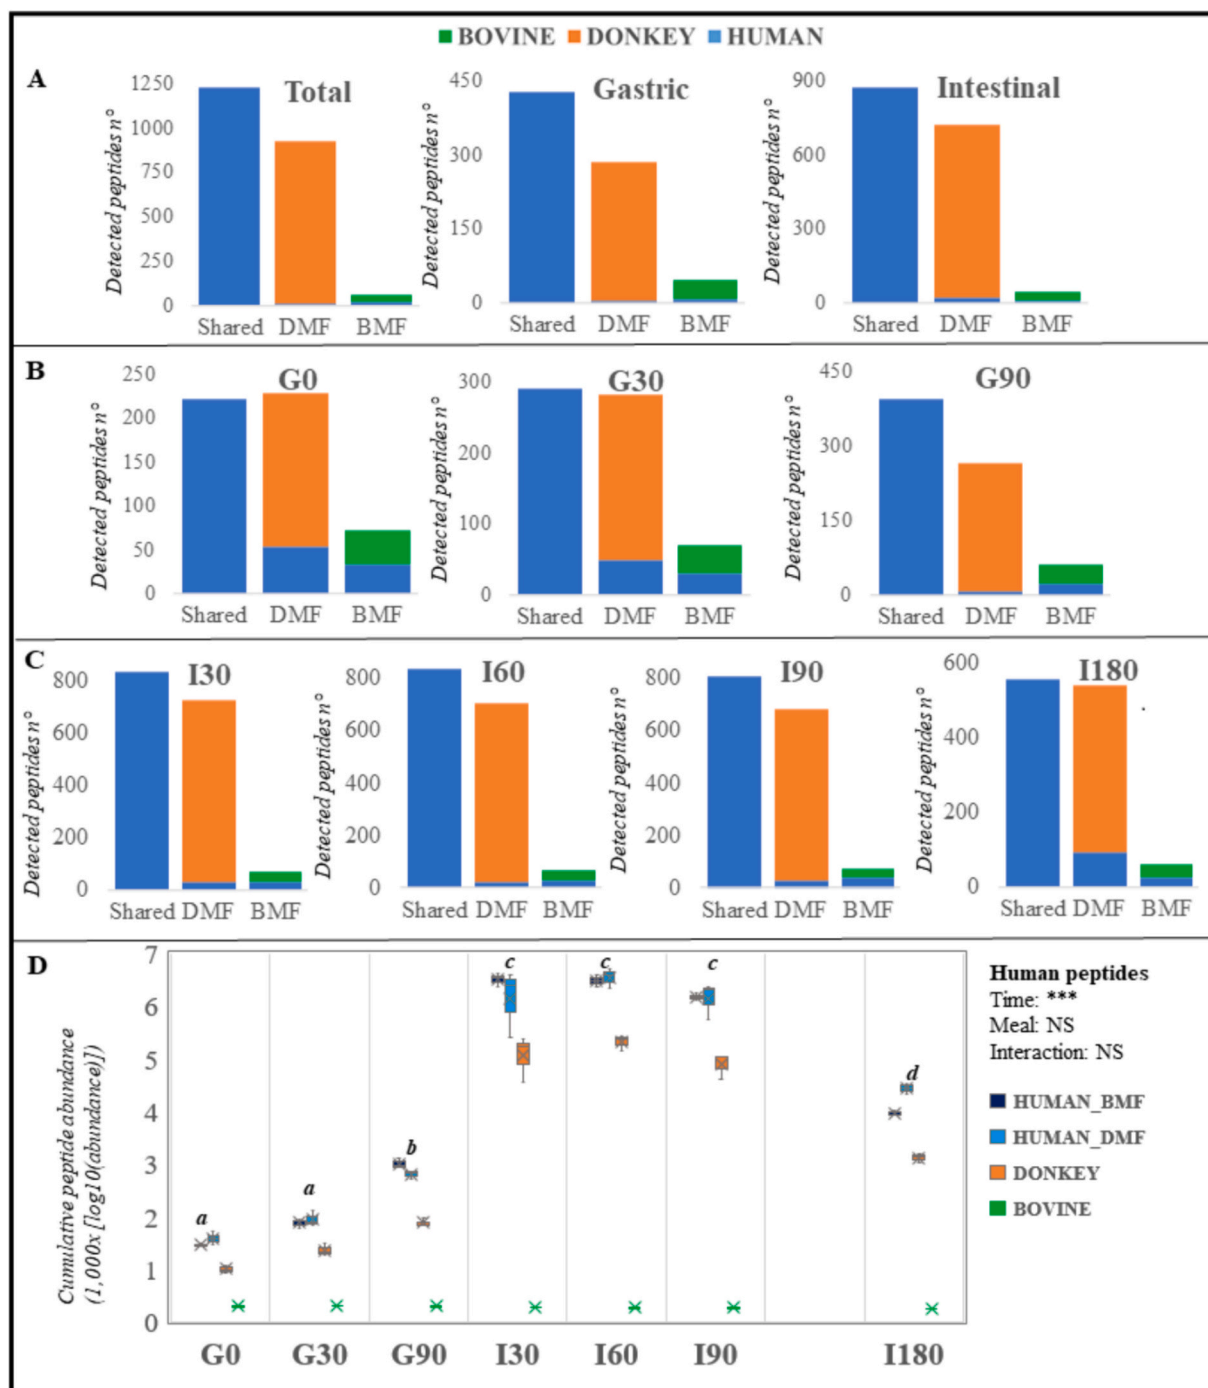 BOVINE DONKEY HUMAN
A
Total
Detected peptides n°
1250
1000
750
500
250
0
Shared DMF BMF
Gastric
Detected peptides n°
450
300
150
0
Shared DMF BMF
Intestinal
Detected peptides n°
900
600
300
0
Shared DMF BMF
B
G0
Detected peptides n°
250
200
150
100
50
0
Shared DMF BMF
G30
Detected peptides n°
300
200
100
0
Shared DMF BMF
G90
Detected peptides n°
450
300
150
0
Shared DMF BMF
C
I30
Detected peptides n°
800
600
400
200
0
Shared DMF BMF
I60
Detected peptides n°
800
600
400
200
0
Shared DMF BMF
I90
Detected peptides n°
800
600
400
200
0
Shared DMF BMF
I180
Detected peptides n°
600
400
200
0
Shared DMF BMF
D
Cumulative peptide abundance
(1,000x [log10(abundance)])
7
6
5
4
3
2
1
0
a
a
b
c
c
c
d
G0 G30 G90 I30 I60 I90 I180
Human peptides
Time: ***
Meal: NS
Interaction: NS
HUMAN_BMF
HUMAN_DMF
DONKEY
BOVINE